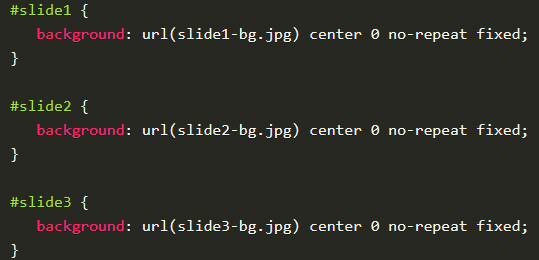 #slide1 {
background: url(slide1-bg.jpg) center 0 no-repeat fixed;
}
#slide2 {
background: url(slide2-bg.jpg) center 0 no-repeat fixed;
}
#slide3 {
background: url(slide3-bg.jpg) center 0 no-repeat fixed;
}